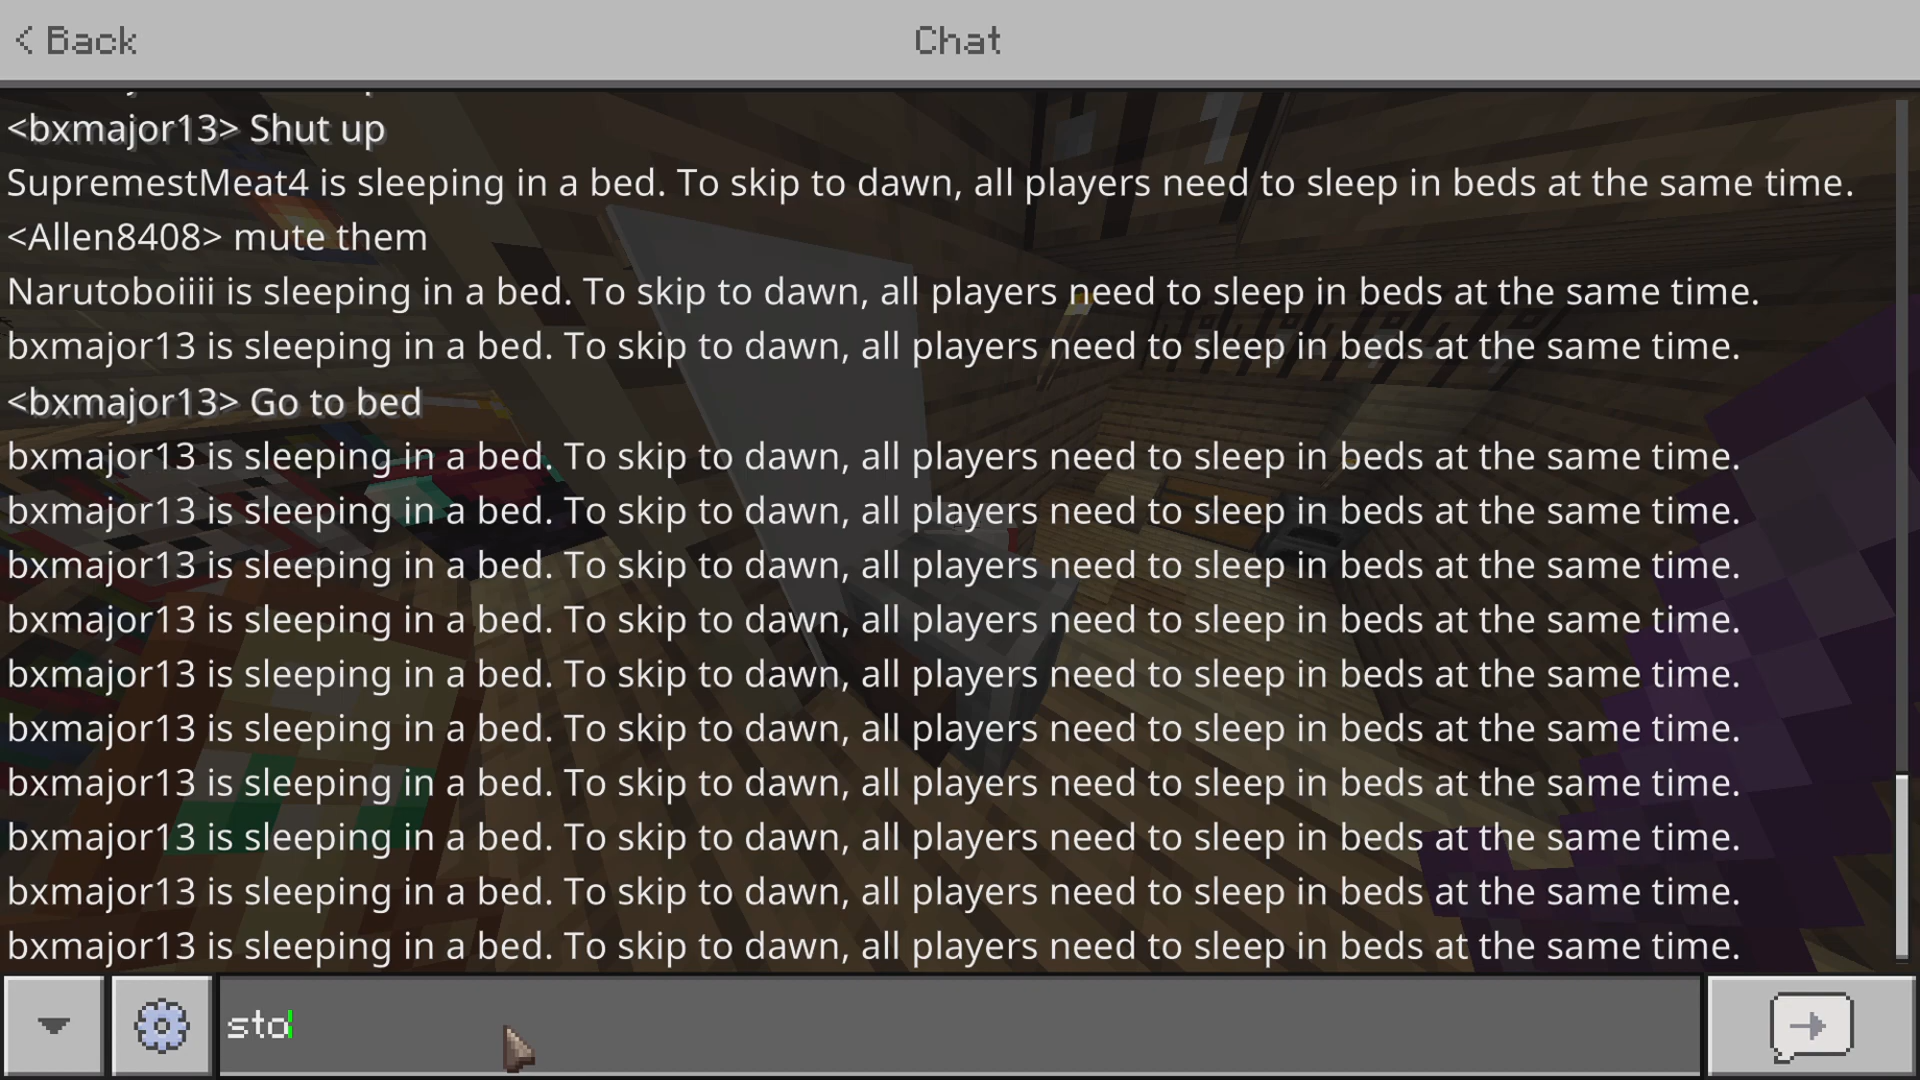 < Back
Chat
<bxmajor13> Shut up
SupremestMeat4 is sleeping in a bed. To skip to dawn, all players need to sleep in beds at the same time.
<Allen8408> mute them
Narutoboiiii is sleeping in a bed. To skip to dawn, all players need to sleep in beds at the same time.
bxmajor13 is sleeping in a bed. To skip to dawn, all players need to sleep in beds at the same time.
<bxmajor13> Go to bed
bxmajor13 is sleeping in a bed. To skip to dawn, all players need to sleep in beds at the same time.
bxmajor13 is sleeping in a bed. To skip to dawn, all players need to sleep in beds at the same time.
bxmajor13 is sleeping in a bed. To skip to dawn, all players need to sleep in beds at the same time.
bxmajor13 is sleeping in a bed. To skip to dawn, all players need to sleep in beds at the same time.
bxmajor13 is sleeping in a bed. To skip to dawn, all players need to sleep in beds at the same time.
bxmajor13 is sleeping in a bed. To skip to dawn, all players need to sleep in beds at the same time.
bxmajor13 is sleeping in a bed. To skip to dawn, all players need to sleep in beds at the same time.
bxmajor13 is sleeping in a bed. To skip to dawn, all players need to sleep in beds at the same time.
bxmajor13 is sleeping in a bed. To skip to dawn, all players need to sleep in beds at the same time.
bxmajor13 is sleeping in a bed. To skip to dawn, all players need to sleep in beds at the same time.